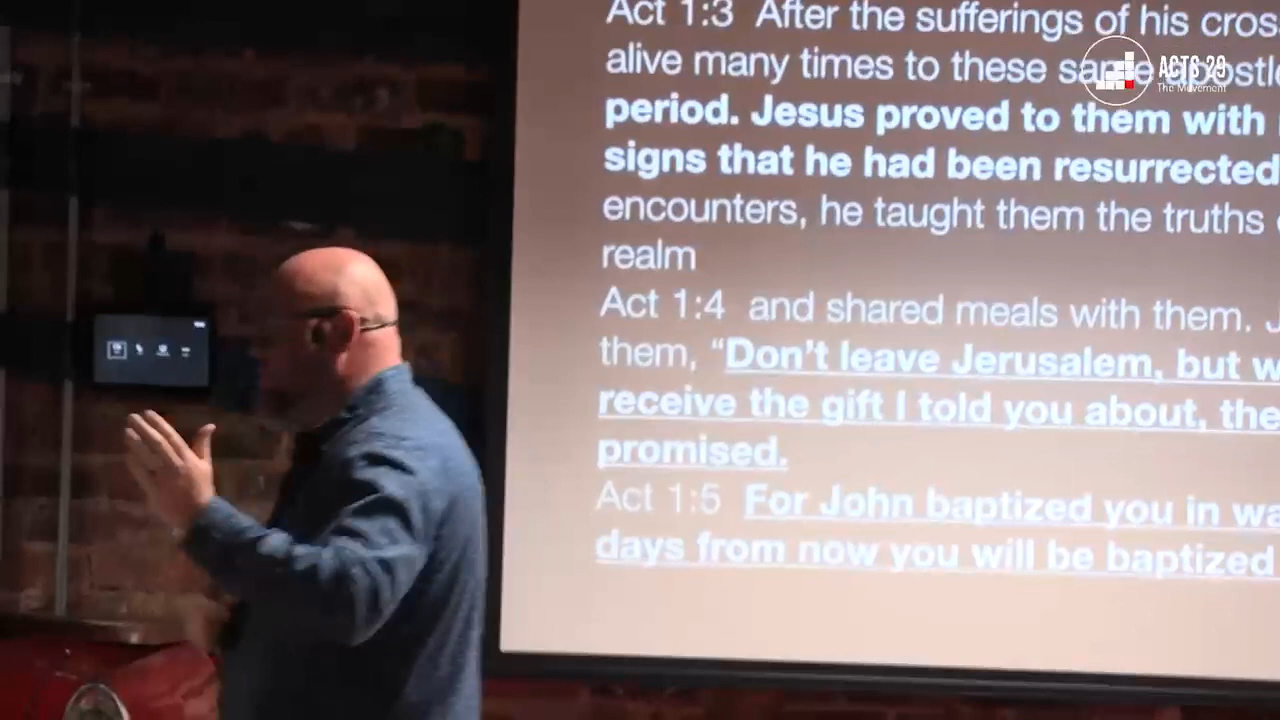 Act 1:3 After the sufferings of his cros
alive many times to these same apostl
period. Jesus proved to them with
signs that he had been resurrected
encounters, he taught them the truths
realm
Act 1:4 and shared meals with them. J
them, “Don't leave Jerusalem, but w
receive the gift I told you about, the
promised.
Act 1:5 For John baptized you in wa
days from now you will be baptized
ACTS 29
The Movement